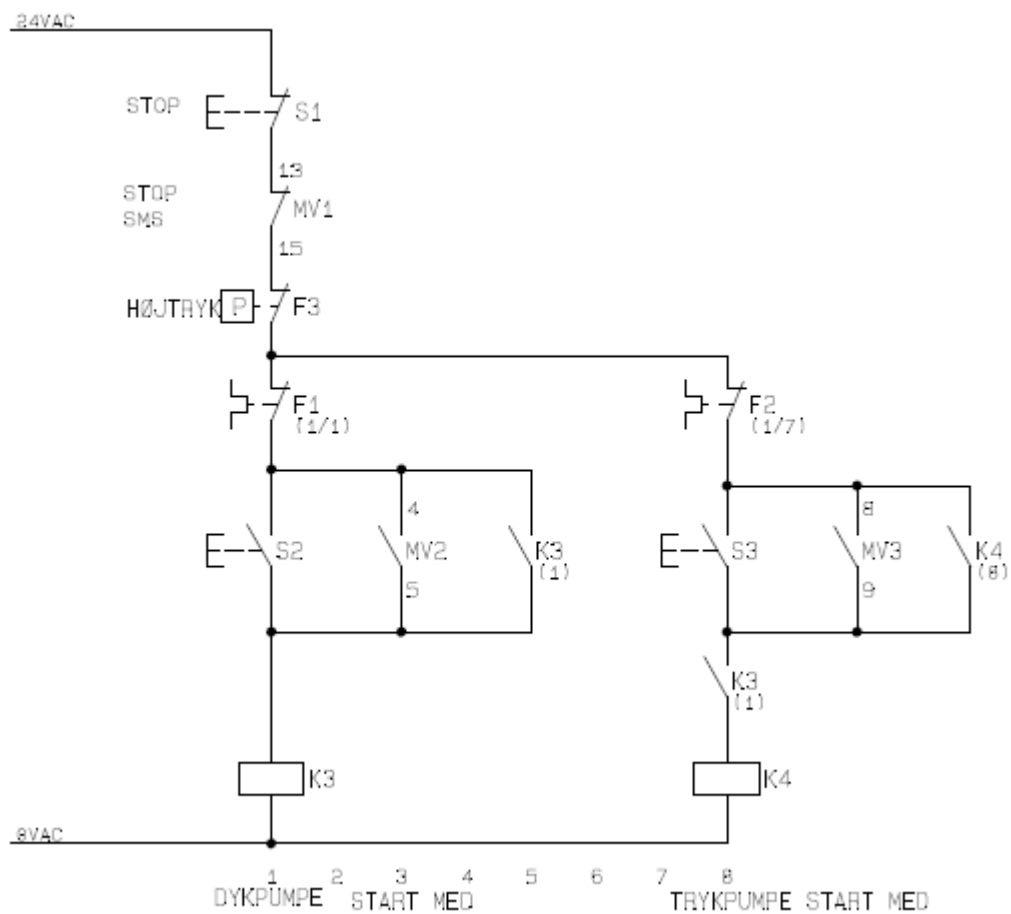 24VAC
STOP
S1
13
STOP
SMS
MV1
15
HØJTRYK P F3
F1
(1/1)
F2
(1/7)
4
8
S2
MV2
K3
(1)
S3
MV3
K4
(8)
5
9
K3
(1)
K3
K4
0VAC
1 2 3 4 5 6 7 8
DYKPUMPE START MED TRYKPUMPE START MED